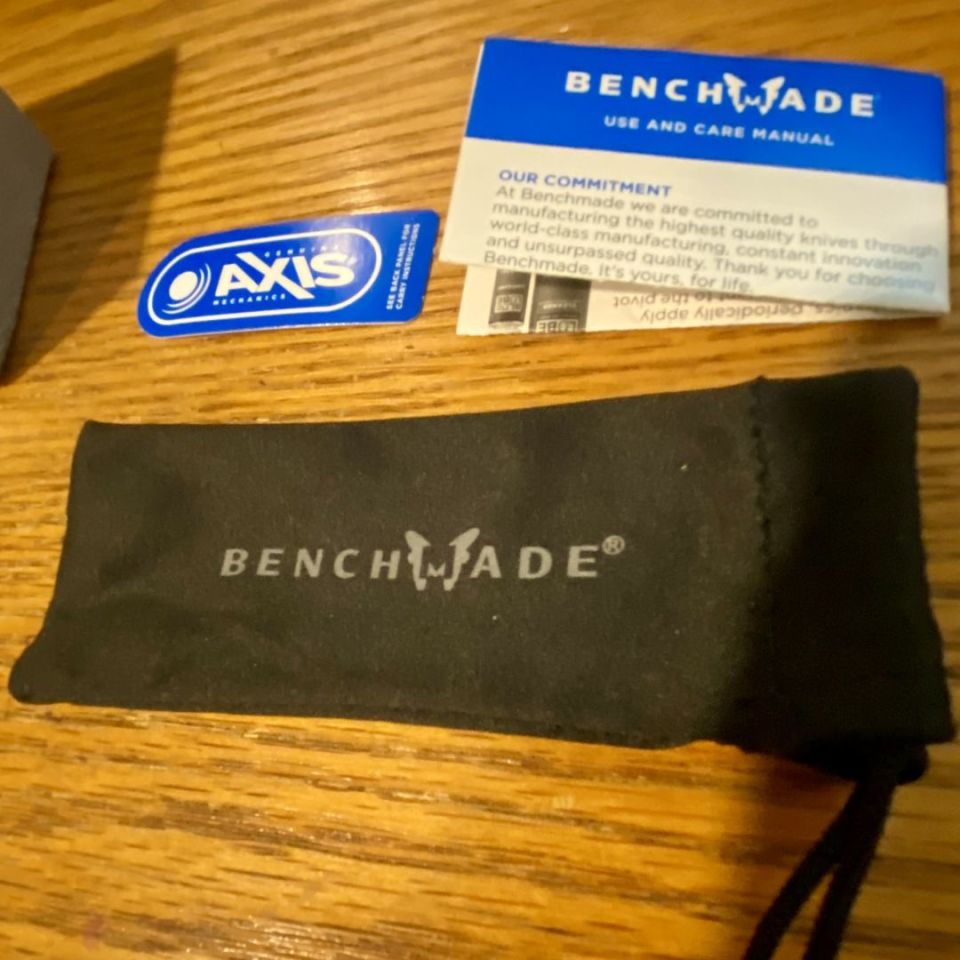 BENCHMADE
USE AND CARE MANUAL
OUR COMMITMENT
At Benchmade we are committed to
manufacturing the highest quality knives through
world-class manufacturing, constant innovation
and unsurpassed quality. Thank you for choosing
Benchmade. It's yours, for life.
periodically apply
to the pivot
GENUINE
AXIS
MECHANICS
SEE BACK PANEL FOR
CARRY INSTRUCTIONS
BENCHMADE®